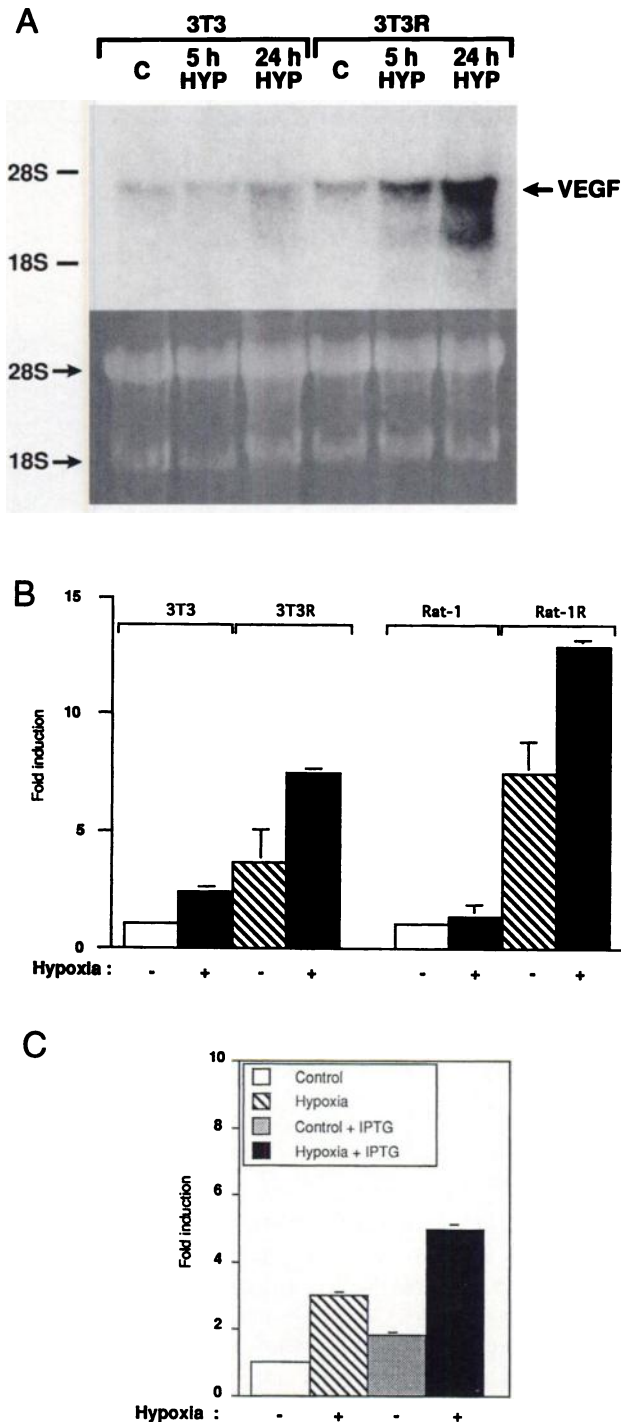 A
3T3 3T3R
C 5 h HYP 24 h HYP C 5 h HYP 24 h HYP
28S
VEGF
18S
28S
18S
B
15
3T3 3T3R Rat-1 Rat-1R
10
Fold induction
5
0
Hypoxia : - + - + - + - +
C
10
Control
Hypoxia
8
Control + IPTG
Hypoxia + IPTG
6
Fold induction
4
2
0
Hypoxia : - + - +